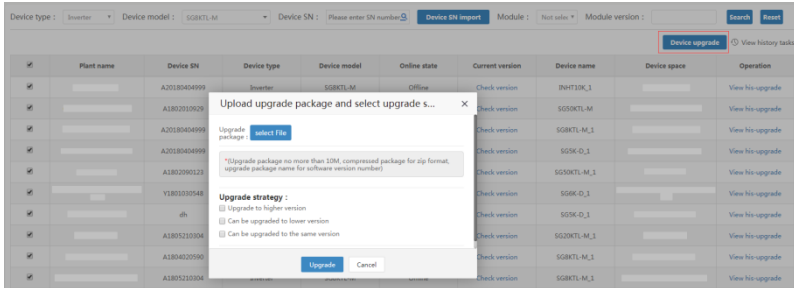 Device type : Inverter Device model : SG8KTL-M Device SN : Please enter SN number Device SN import Module : Not selec Module version : Search Reset
Device upgrade View history tasks
Plant name Device SN Device type Device model Online state Current version Device name Device space Operation
A20180404999 Inverter SG8KTL-M Offline Check version INHT10K_1 View his-upgrade
A1802010929 Check version SG50KTL-M View his-upgrade
A20180404999 Check version SG8KTL-M_1 View his-upgrade
A20180404999 Check version SG5K-D_1 View his-upgrade
A1802090123 Check version SG50KTL-M_1 View his-upgrade
Y1801030548 Check version SG6K-D_1 View his-upgrade
dh Check version SG5K-D_1 View his-upgrade
A1805210304 Check version SG20KTL-M_1 View his-upgrade
A1804020590 Check version SG8KTL-M_1 View his-upgrade
A1805210304 Inverter SG8KTL-M Offline Check version SG8KTL-M_1 View his-upgrade
Upload upgrade package and select upgrade s...
Upgrade
package : select File
*(Upgrade package no more than 10M, compressed package for zip format,
upgrade package name for software version number)
Upgrade strategy :
Upgrade to higher version
Can be upgraded to lower version
Can be upgraded to the same version
Upgrade Cancel